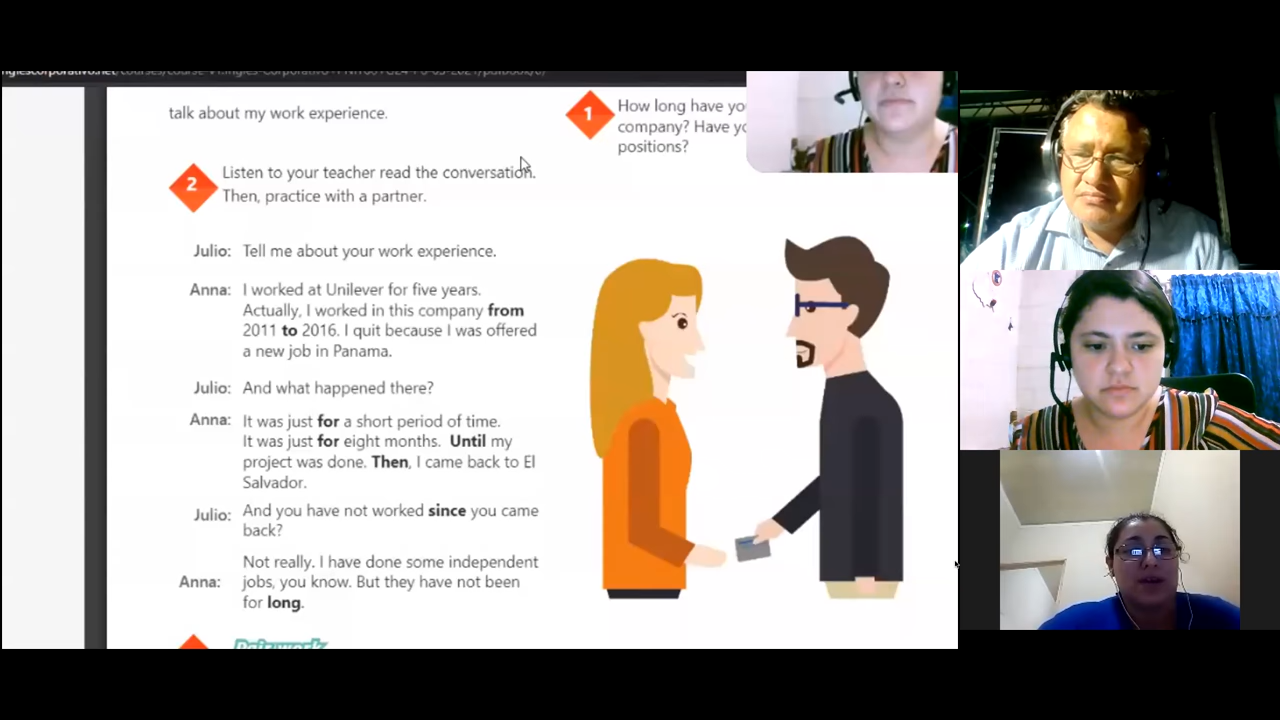 talk about my work experience.
2
Listen to your teacher read the conversation.
Then, practice with a partner.
Julio: Tell me about your work experience.
Anna: I worked at Unilever for five years.
Actually, I worked in this company from
2011 to 2016. I quit because I was offered
a new job in Panama.
Julio: And what happened there?
Anna: It was just for a short period of time.
It was just for eight months. Until my
project was done. Then, I came back to El
Salvador.
Julio: And you have not worked since you came
back?
Not really. I have done some independent
Anna: jobs, you know. But they have not been
for long.
1
How long have
company? Have
positions?